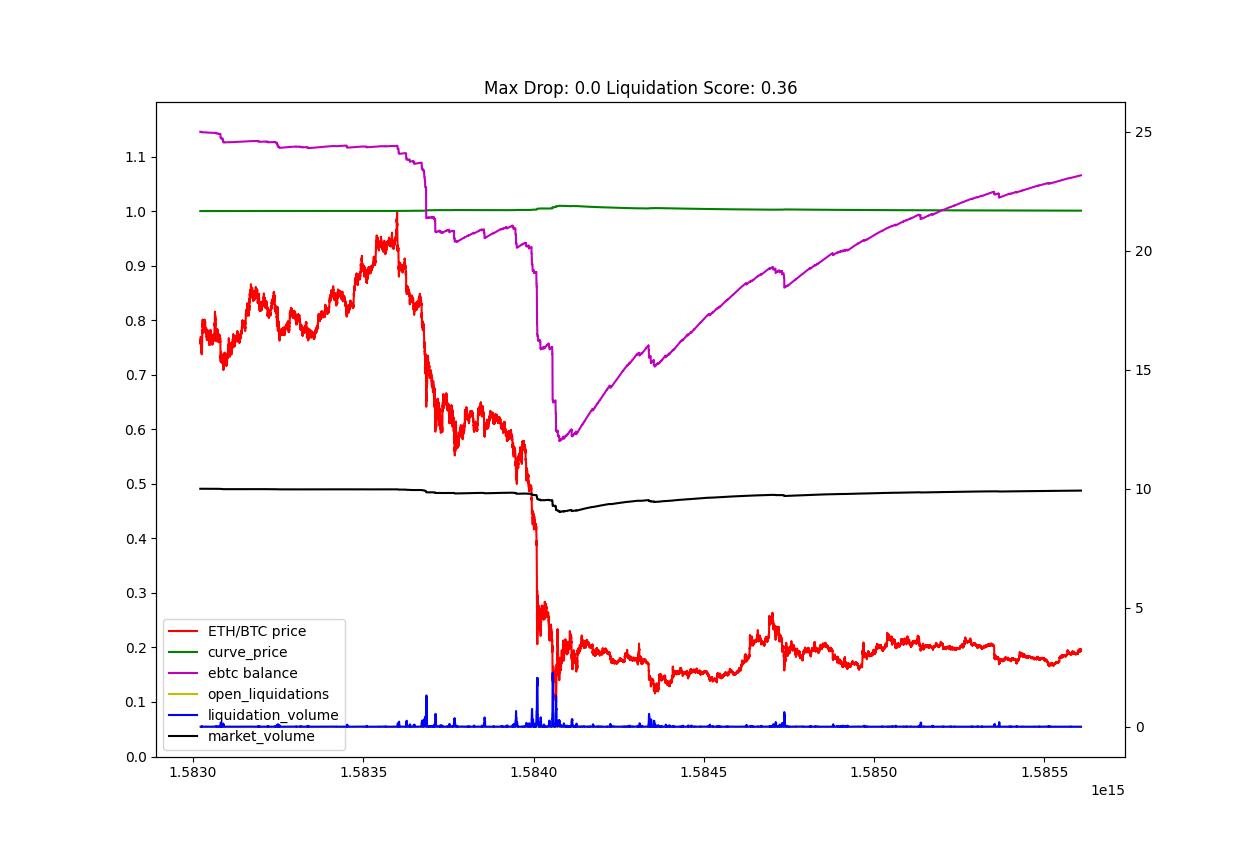 Max Drop: 0.0 Liquidation Score: 0.36
1.1
1.0
0.9
0.8
0.7
0.6
0.5
0.4
0.3
0.2
0.1
0.0
25
20
15
10
5
0
ETH/BTC price
curve_price
ebtc balance
open_liquidations
liquidation_volume
market_volume
1.5830 1.5835 1.5840 1.5845 1.5850 1.5855
1e15